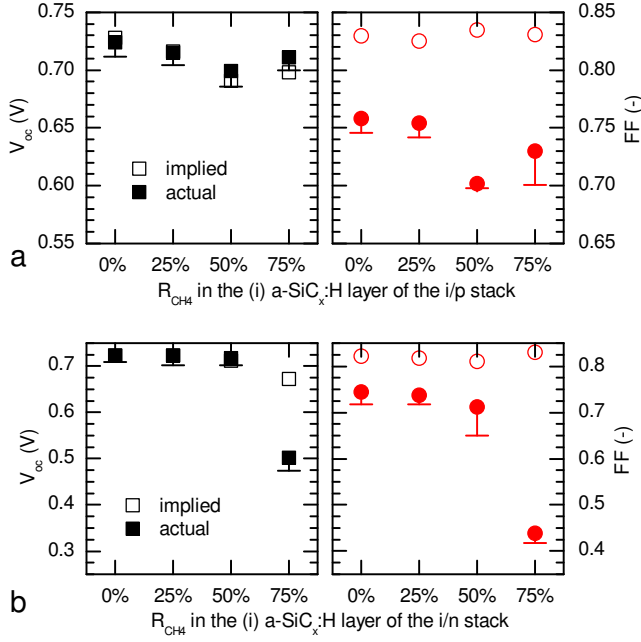 0.75
0.70
0.65
0.60
0.55
V_oc (V)
implied
actual
0.85
0.80
0.75
0.70
0.65
FF (-)
a
0% 25% 50% 75% 0% 25% 50% 75%
R_CH4 in the (i) a-SiC_x:H layer of the i/p stack
0.7
0.6
0.5
0.4
0.3
V_oc (V)
implied
actual
0.8
0.7
0.6
0.5
0.4
FF (-)
0% 25% 50% 75% 0% 25% 50% 75%
b
R_CH4 in the (i) a-SiC_x:H layer of the i/n stack